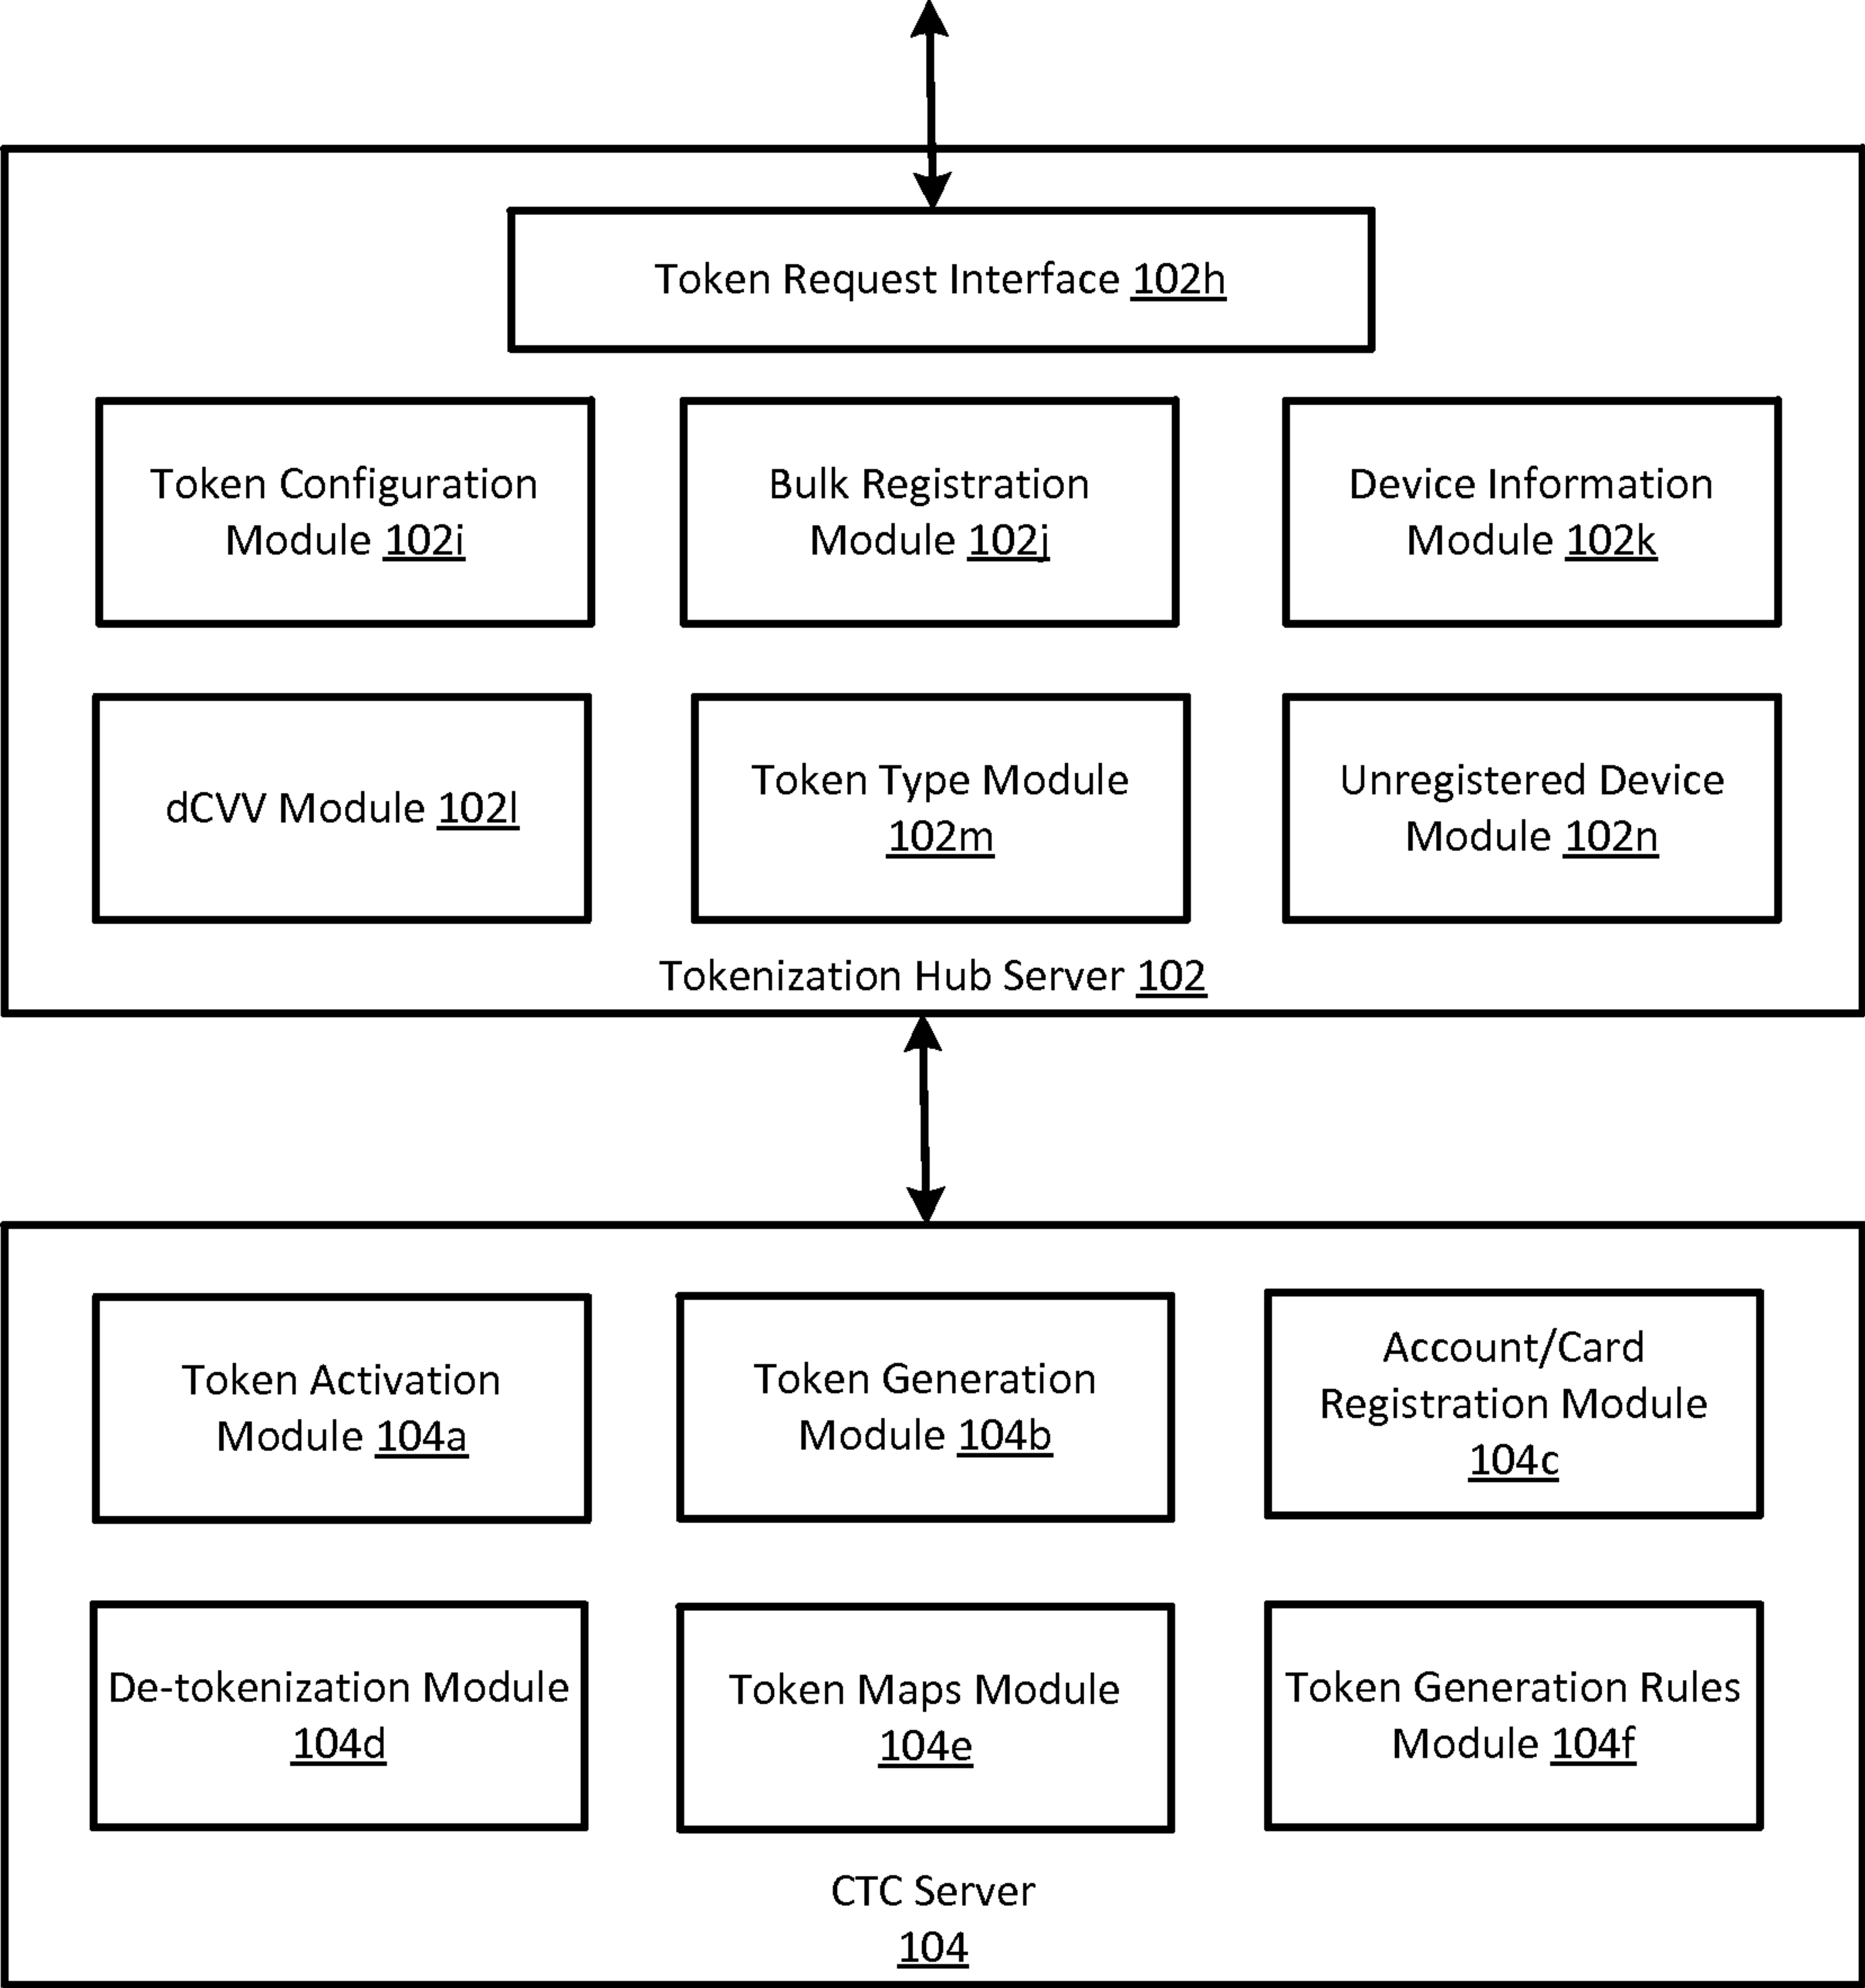 Token Request Interface 102h
Token Configuration
Module 102i
Bulk Registration
Module 102j
Device Information
Module 102k
dCVV Module 102l
Token Type Module
102m
Unregistered Device
Module 102n
Tokenization Hub Server 102
Token Activation
Module 104a
Token Generation
Module 104b
Account/Card
Registration Module
104c
De-tokenization Module
104d
Token Maps Module
104e
Token Generation Rules
Module 104f
CTC Server
104